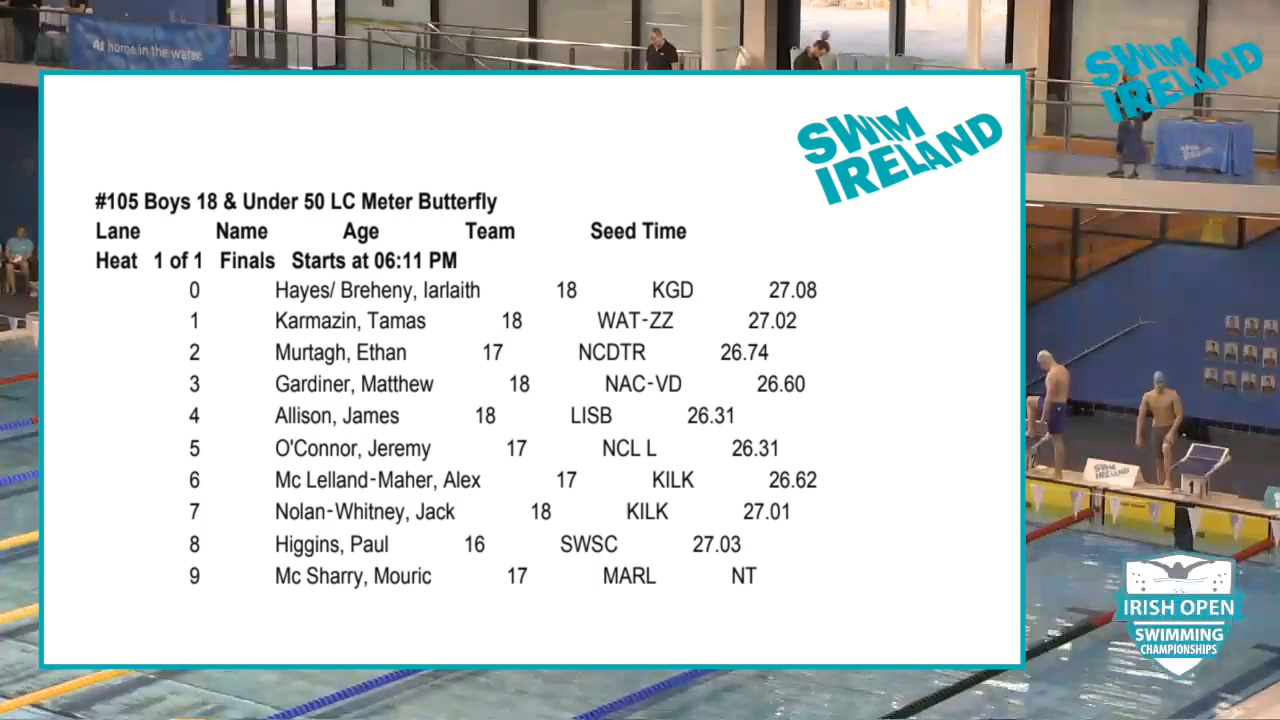 At home in the water.
SWIM
IRELAND
SWIM
IRELAND
#105 Boys 18 & Under 50 LC Meter Butterfly
Lane Name Age Team Seed Time
Heat 1 of 1 Finals Starts at 06:11 PM
0 Hayes/ Breheny, Iarlaith 18 KGD 27.08
1 Karmazin, Tamas 18 WAT-ZZ 27.02
2 Murtagh, Ethan 17 NCDTR 26.74
3 Gardiner, Matthew 18 NAC-VD 26.60
4 Allison, James 18 LISB 26.31
5 O'Connor, Jeremy 17 NCL L 26.31
6 Mc Lelland-Maher, Alex 17 KILK 26.62
7 Nolan-Whitney, Jack 18 KILK 27.01
8 Higgins, Paul 16 SWSC 27.03
9 Mc Sharry, Mouric 17 MARL NT
SWIM
IRELAND
SWIM
IRELAND
1
IRISH OPEN
SWIMMING
CHAMPIONSHIPS